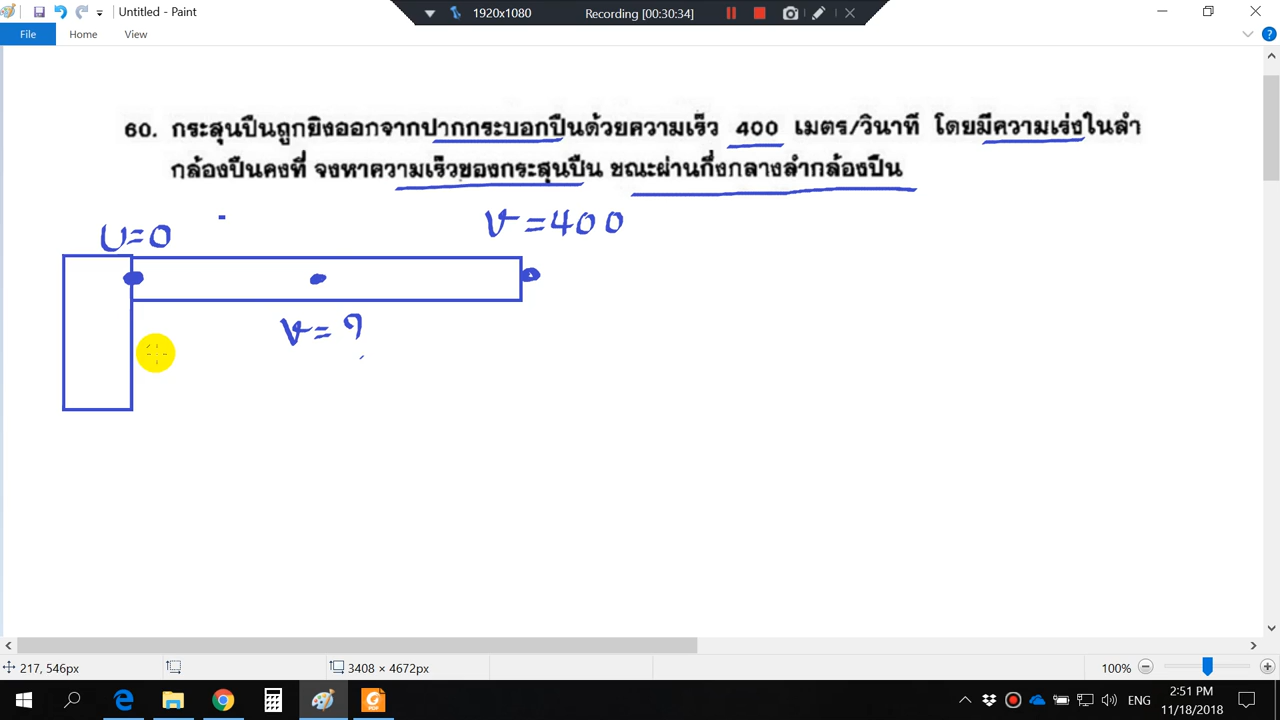 Untitled - Paint
1920x1080
Recording [00:30:34]
File
Home
View
60. กระสุนปืนถูกยิงออกจากปากกระบอกปืนด้วยความเร็ว 400 เมตร/วินาที โดยมีความเร่งในลำ
กล้องปืนคงที่ จงหาความเร็วของกระสุนปืน ขณะผ่านกึ่งกลางลำกล้องปืน
V=400
U=0
V=?
217, 546px
3408 × 4672px
100%
ENG
2:51 PM
11/18/2018